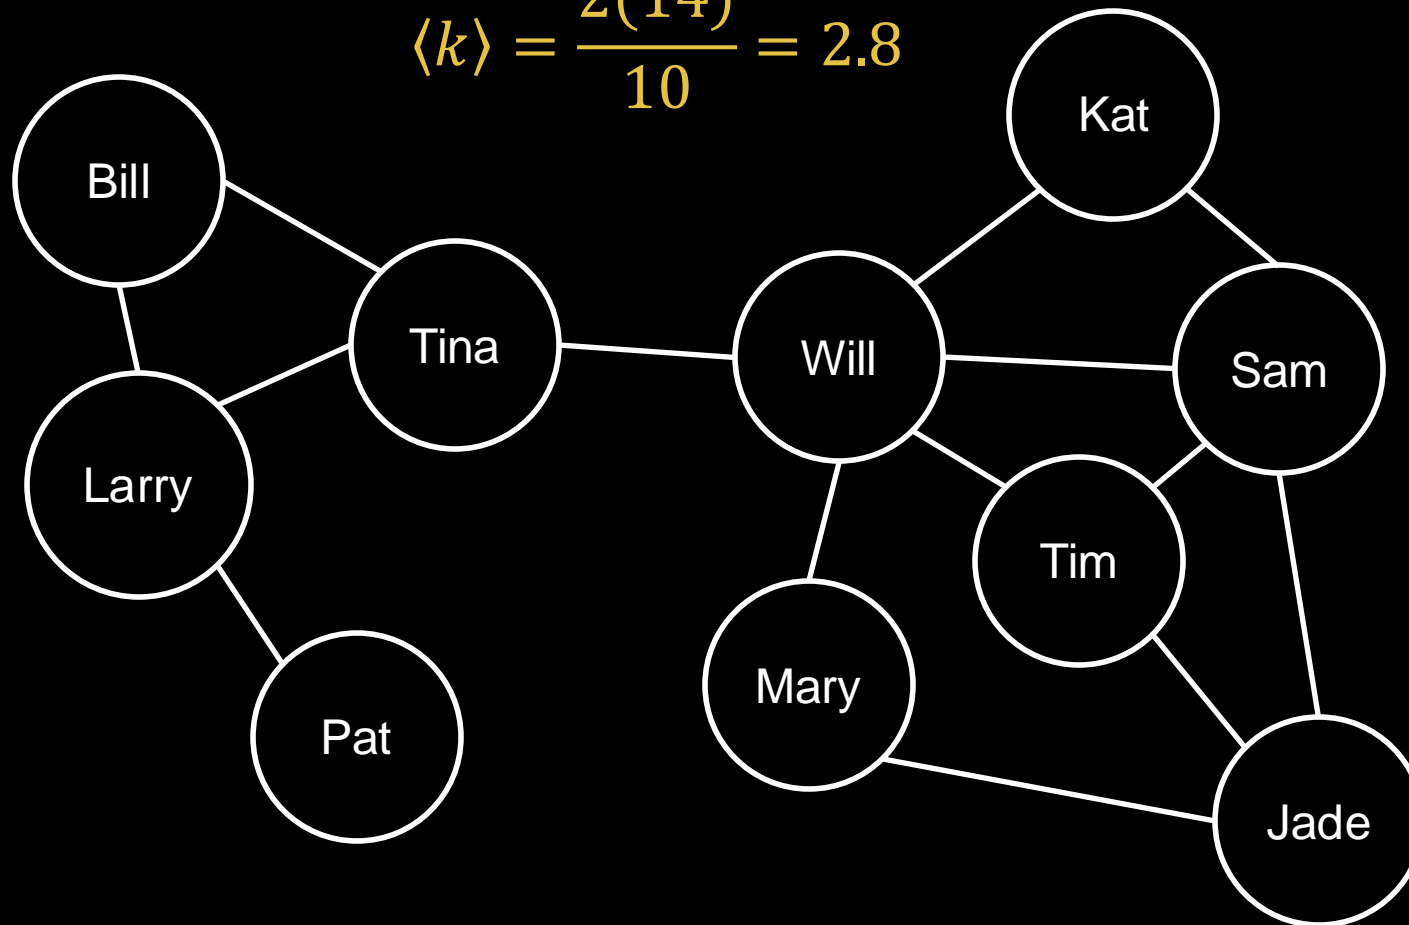 ⟨k⟩ = 2(14)/10 = 2.8
Kat
Bill
Tina
Will
Sam
Larry
Tim
Mary
Pat
Jade